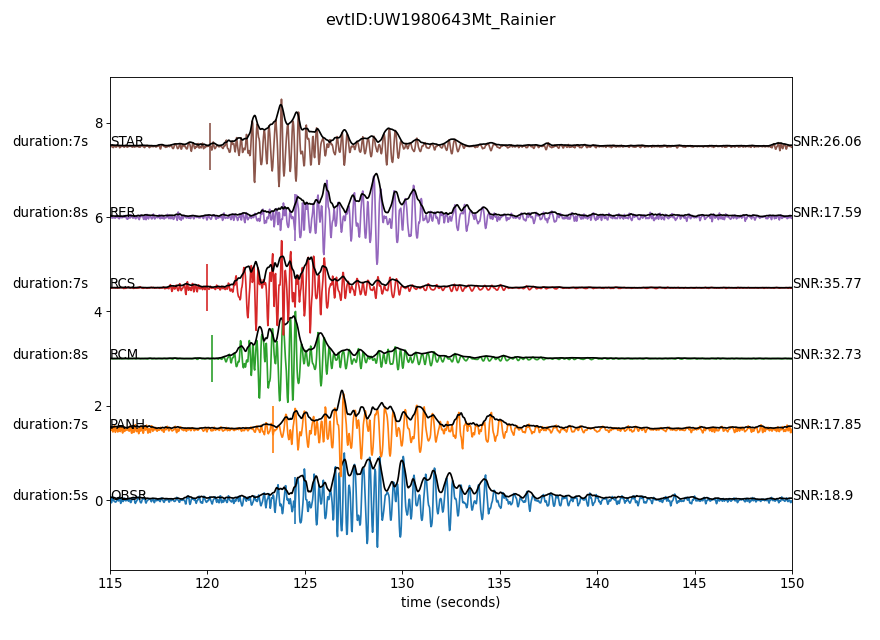 evtID:UW1980643Mt_Rainier
8
duration:7s STAR SNR:26.06
duration:8s RER SNR:17.59
6
duration:7s RCS SNR:35.77
4
duration:8s RCM SNR:32.73
2
duration:7s PANH SNR:17.85
duration:5s OBSR SNR:18.9
0
115 120 125 130 135 140 145 150
time (seconds)